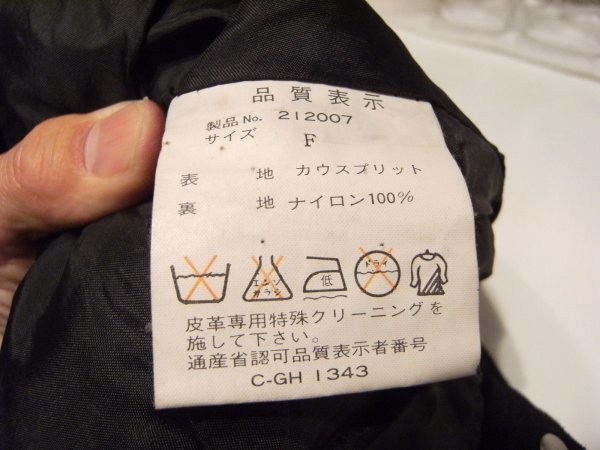 品質表示
製品No. 212007
サイズ F
表 地 カウスプリット
裏 地 ナイロン100%
エンソ
サラシ
低
ドライ
皮革専用特殊クリーニングを
施して下さい。
通産省認可品質表示者番号
C-GH 1343